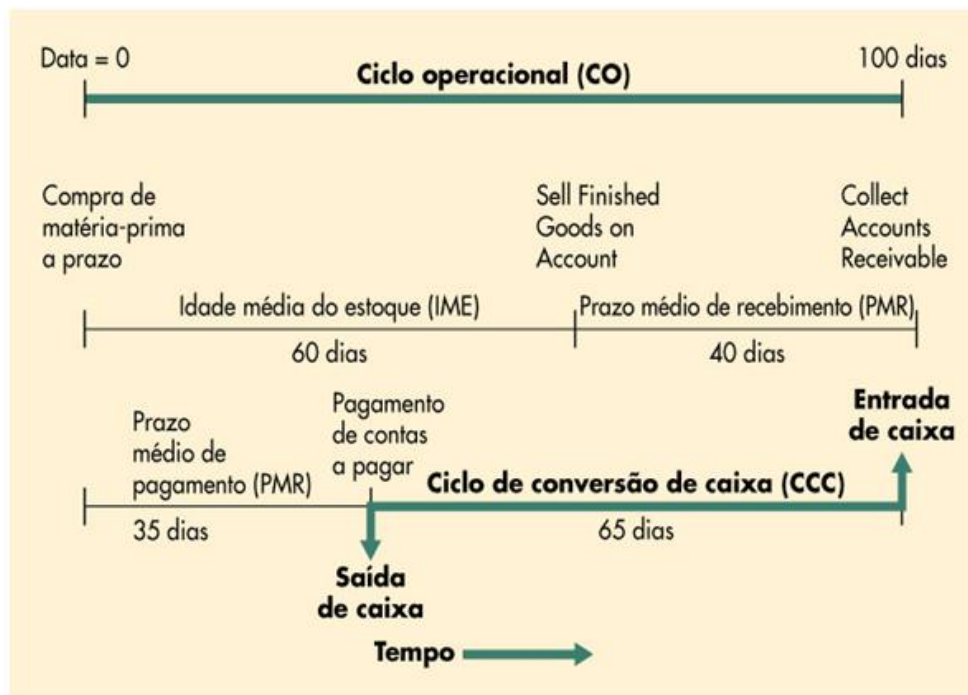 Data = 0
100 dias
Ciclo operacional (CO)
Compra de
matéria-prima
a prazo
Sell Finished
Goods on
Account
Collect
Accounts
Receivable
Idade média do estoque (IME)
Prazo médio de recebimento (PMR)
60 dias
40 dias
Prazo
médio de
pagamento (PMR)
Pagamento
de contas
a pagar
Entrada
de caixa
Ciclo de conversão de caixa (CCC)
35 dias
65 dias
Saída
de caixa
Tempo